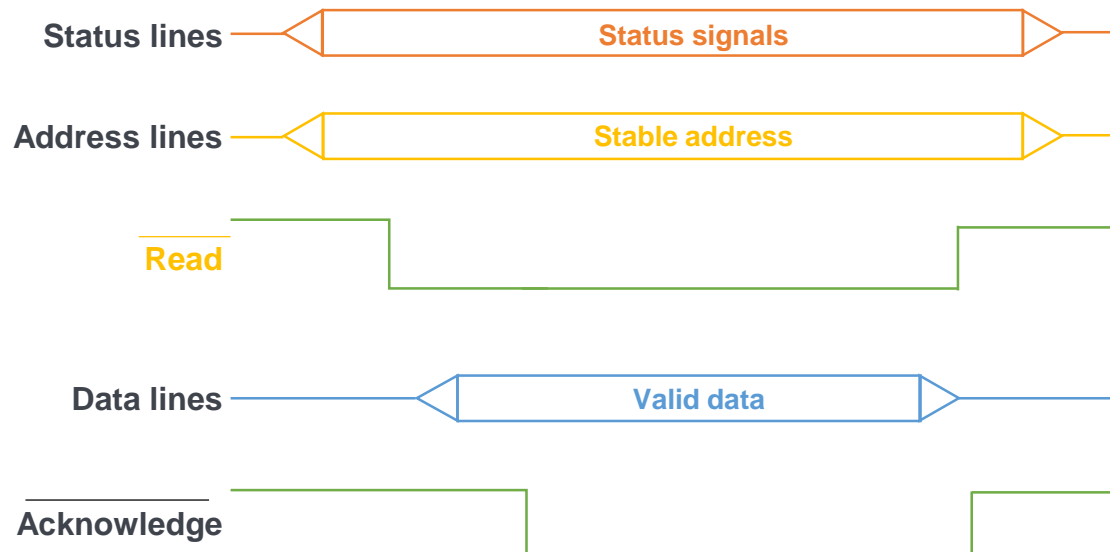 Status lines
Status signals
Address lines
Stable address
Read
Data lines
Valid data
Acknowledge